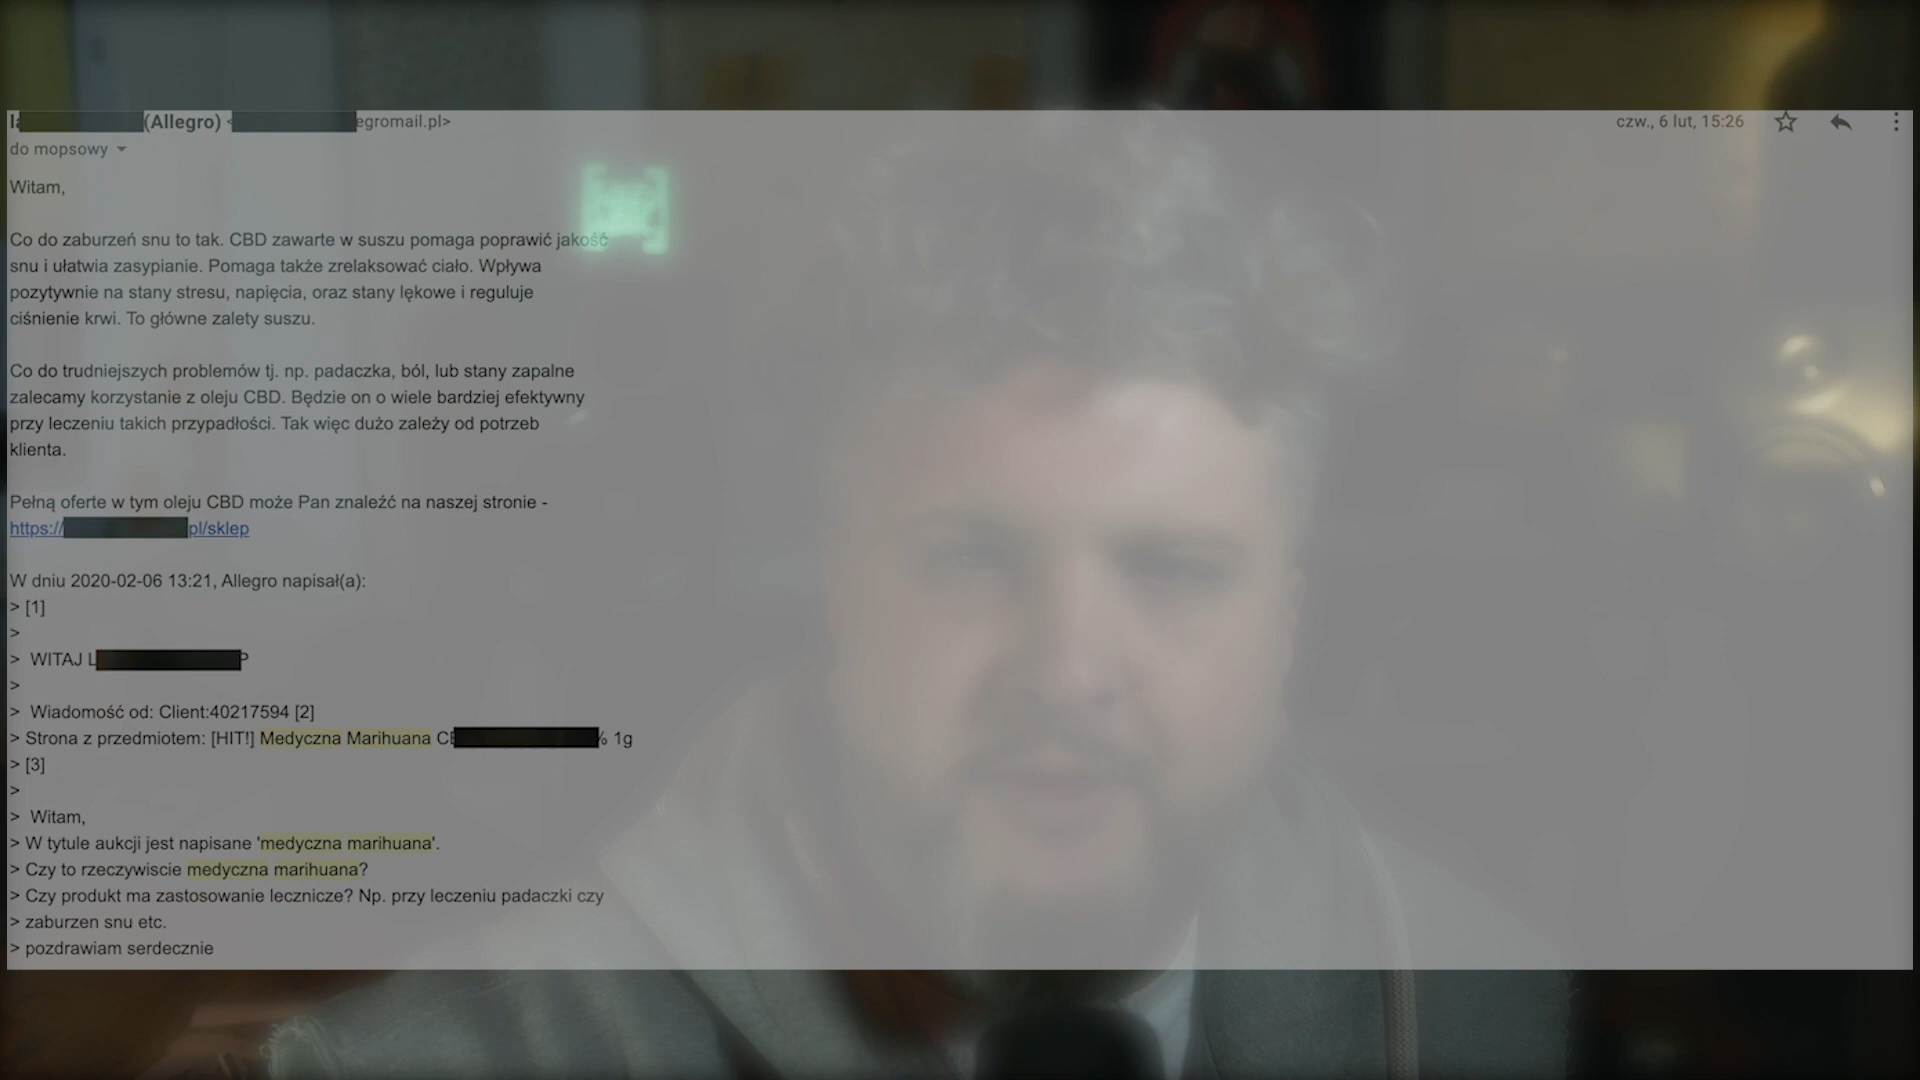 (Allegro) < egromail.pl>
czw., 6 lut, 15:26
do mopsowy
Witam,
Co do zaburzeń snu to tak. CBD zawarte w suszu pomaga poprawić jakość
snu i ułatwia zasypianie. Pomaga także zrelaksować ciało. Wpływa
pozytywnie na stany stresu, napięcia, oraz stany lękowe i reguluje
ciśnienie krwi. To główne zalety suszu.
Co do trudniejszych problemów tj. np. padaczka, ból, lub stany zapalne
zalecamy korzystanie z oleju CBD. Będzie on o wiele bardziej efektywny
przy leczeniu takich przypadłości. Tak więc dużo zależy od potrzeb
klienta.
Pełną oferte w tym oleju CBD może Pan znaleźć na naszej stronie -
https:// pl/sklep
W dniu 2020-02-06 13:21, Allegro napisał(a):
> [1]
>
> WITAJ L P
>
> Wiadomość od: Client:40217594 [2]
> Strona z przedmiotem: [HIT!] Medyczna Marihuana C % 1g
> [3]
>
> Witam,
> W tytule aukcji jest napisane 'medyczna marihuana'.
> Czy to rzeczywiscie medyczna marihuana?
> Czy produkt ma zastosowanie lecznicze? Np. przy leczeniu padaczki czy
> zaburzen snu etc.
> pozdrawiam serdecznie